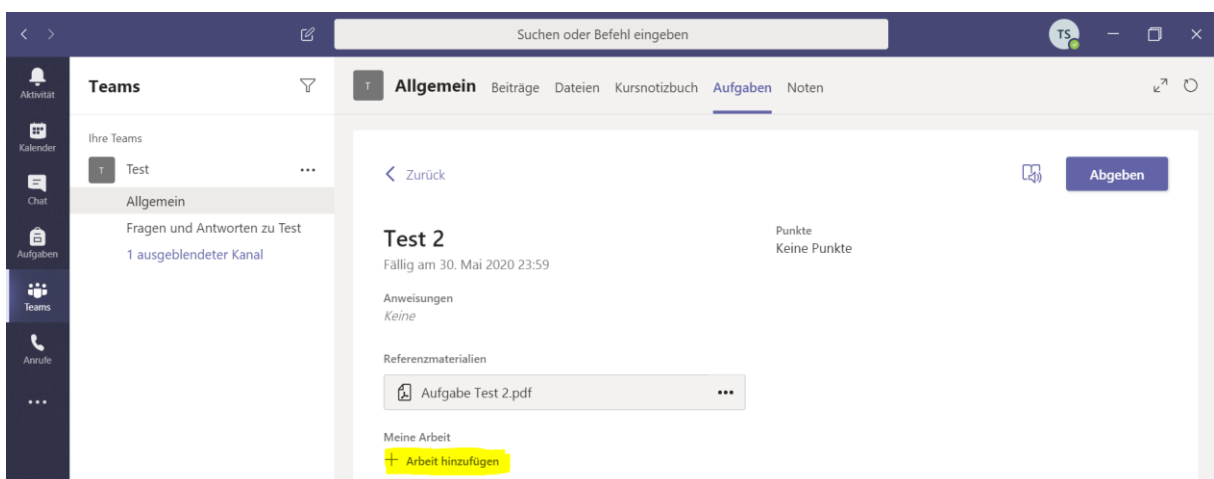 Suchen oder Befehl eingeben
TS
Aktivität
Kalender
Chat
Aufgaben
Teams
Anrufe
Teams
Ihre Teams
T Test
Allgemein
Fragen und Antworten zu Test
1 ausgeblendeter Kanal
T Allgemein Beiträge Dateien Kursnotizbuch Aufgaben Noten
Zurück
Abgeben
Test 2
Fällig am 30. Mai 2020 23:59
Punkte
Keine Punkte
Anweisungen
Keine
Referenzmaterialien
Aufgabe Test 2.pdf
Meine Arbeit
+ Arbeit hinzufügen